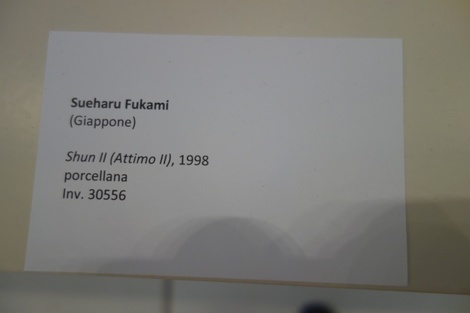 Sueharu Fukami
(Giappone)
Shun II (Attimo II), 1998
porcellana
Inv. 30556